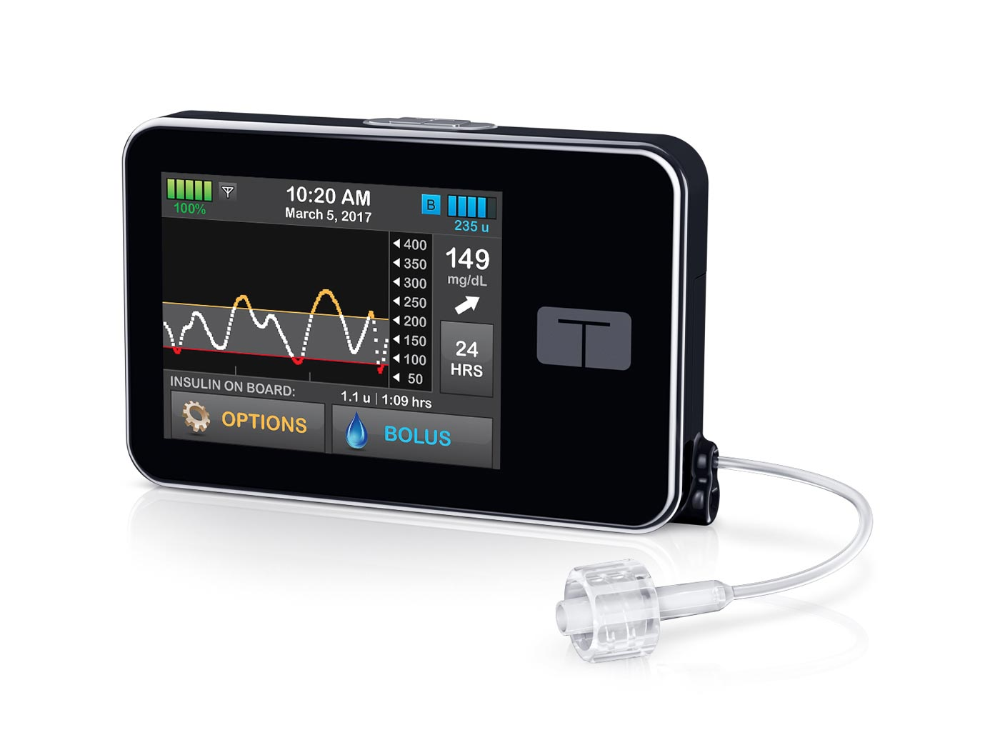 100%
10:20 AM
March 5, 2017
B
235 u
400
350
300
250
200
150
100
50
149
mg/dL
24
HRS
INSULIN ON BOARD:
1.1 u | 1:09 hrs
OPTIONS
BOLUS